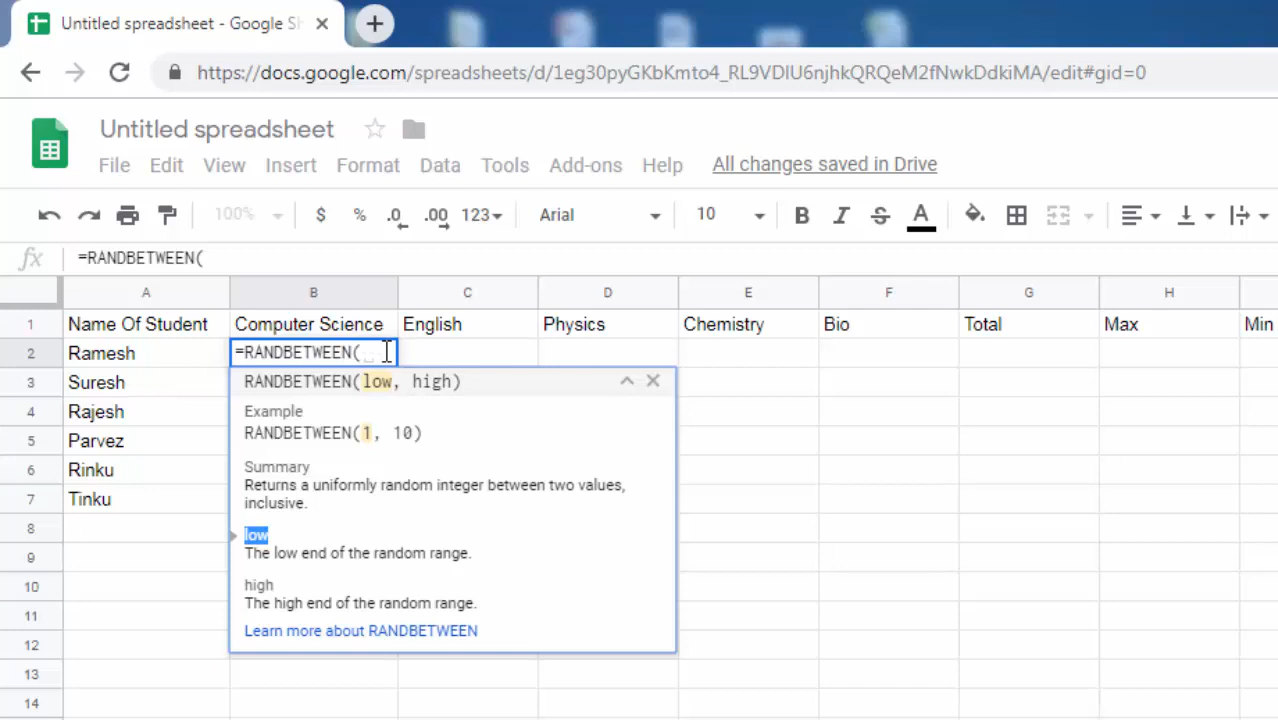 Untitled spreadsheet - Google Sh
https://docs.google.com/spreadsheets/d/1eg30pyGKbKmto4_RL9VDlU6njhkQRQeM2fNwkDdkiMA/edit#gid=0
Untitled spreadsheet
File Edit View Insert Format Data Tools Add-ons Help All changes saved in Drive
100% $ % .0 .00 123 Arial 10 B I S A
fx =RANDBETWEEN(
A B C D E F G H
1 Name Of Student Computer Science English Physics Chemistry Bio Total Max Min
2 Ramesh =RANDBETWEEN(
3 Suresh RANDBETWEEN(low, high)
4 Rajesh Example
RANDBETWEEN(1, 10)
5 Parvez
6 Rinku Summary
Returns a uniformly random integer between two values,
7 Tinku inclusive.
8 low
9 The low end of the random range.
10 high
The high end of the random range.
11
Learn more about RANDBETWEEN
12
13
14